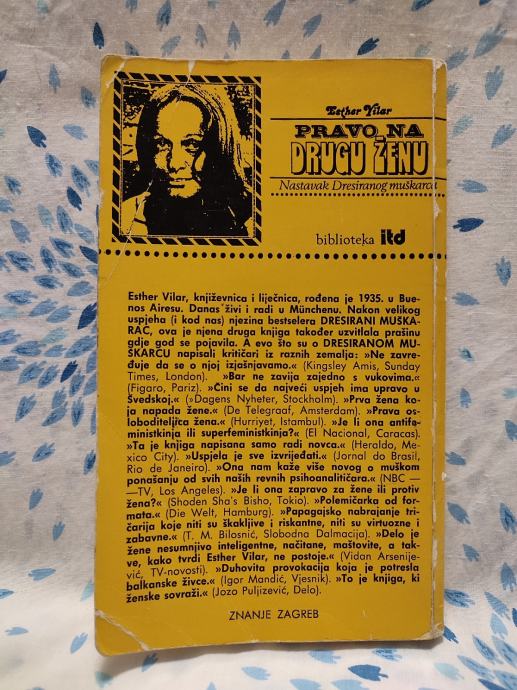 Esther Vilar
PRAVO NA
DRUGU ŽENU
Nastavak Dresiranog muškarca
biblioteka itd
Esther Vilar, književnica i liječnica, rođena je 1935. u Bue-
nos Airesu. Danas živi i radi u Münchenu. Nakon velikog
uspjeha (i kod nas) njezina bestselera DRESIRANI MUŠKA-
RAC, ova je njena druga knjiga također uzvitlala prašinu
gdje god se pojavila. A evo što su o DRESIRANOM MU-
ŠKARCU napisali kritičari iz raznih zemalja: »Ne zavre-
đuje da se o njoj izjašnjavamo.« (Kingsley Amis, Sunday
Times, London). »Bar ne zavija zajedno s vukovima.«
(Figaro, Pariz). »Čini se da najveći uspjeh ima upravo u
Švedskoj.« (»Dagens Nyheter, Stockholm). »Prva žena ko-
ja napada žene.« (De Telegraaf, Amsterdam). »Prava os-
loboditeljica žena.« (Hurriyet, Istambul). »Je li ona antife-
ministkinja ili superfeministkinja?« (El Nacional, Caracas).
»Ta je knjiga napisana samo radi novca.« (Heraldo, Me-
xico City). »Uspjela je sve izvrijeđati.« (Jornal do Brasil,
Rio de Janeiro). »Ona nam kaže više novog o muškom
ponašanju od svih naših revnih psihoanalitičara.« (NBC —
—TV, Los Angeles). »Je li ona zapravo za žene ili protiv
žena?« (Shoden Sha's Bisho, Tokio). »Polemičarka od for-
mata.« (Die Welt, Hamburg). »Papagajsko nabrajanje tri-
čarija koje niti su škakljive i riskantne, niti su virtuozne i
zabavne.« (T. M. Bilosnić, Slobodna Dalmacija). »Delo je
žene nesumnjivo inteligentne, načitane, maštovite, a tak-
ve, kako tvrdi Esther Vilar, ne postoje.« (Vidan Arsenije-
vić, TV-novosti). »Duhovita provokacija koja je potresla
balkanske živce.« (Igor Mandić, Vjesnik). »To je knjiga, ki
ženske sovraži.« (Jozo Puljizević, Delo).
ZNANJE ZAGREB